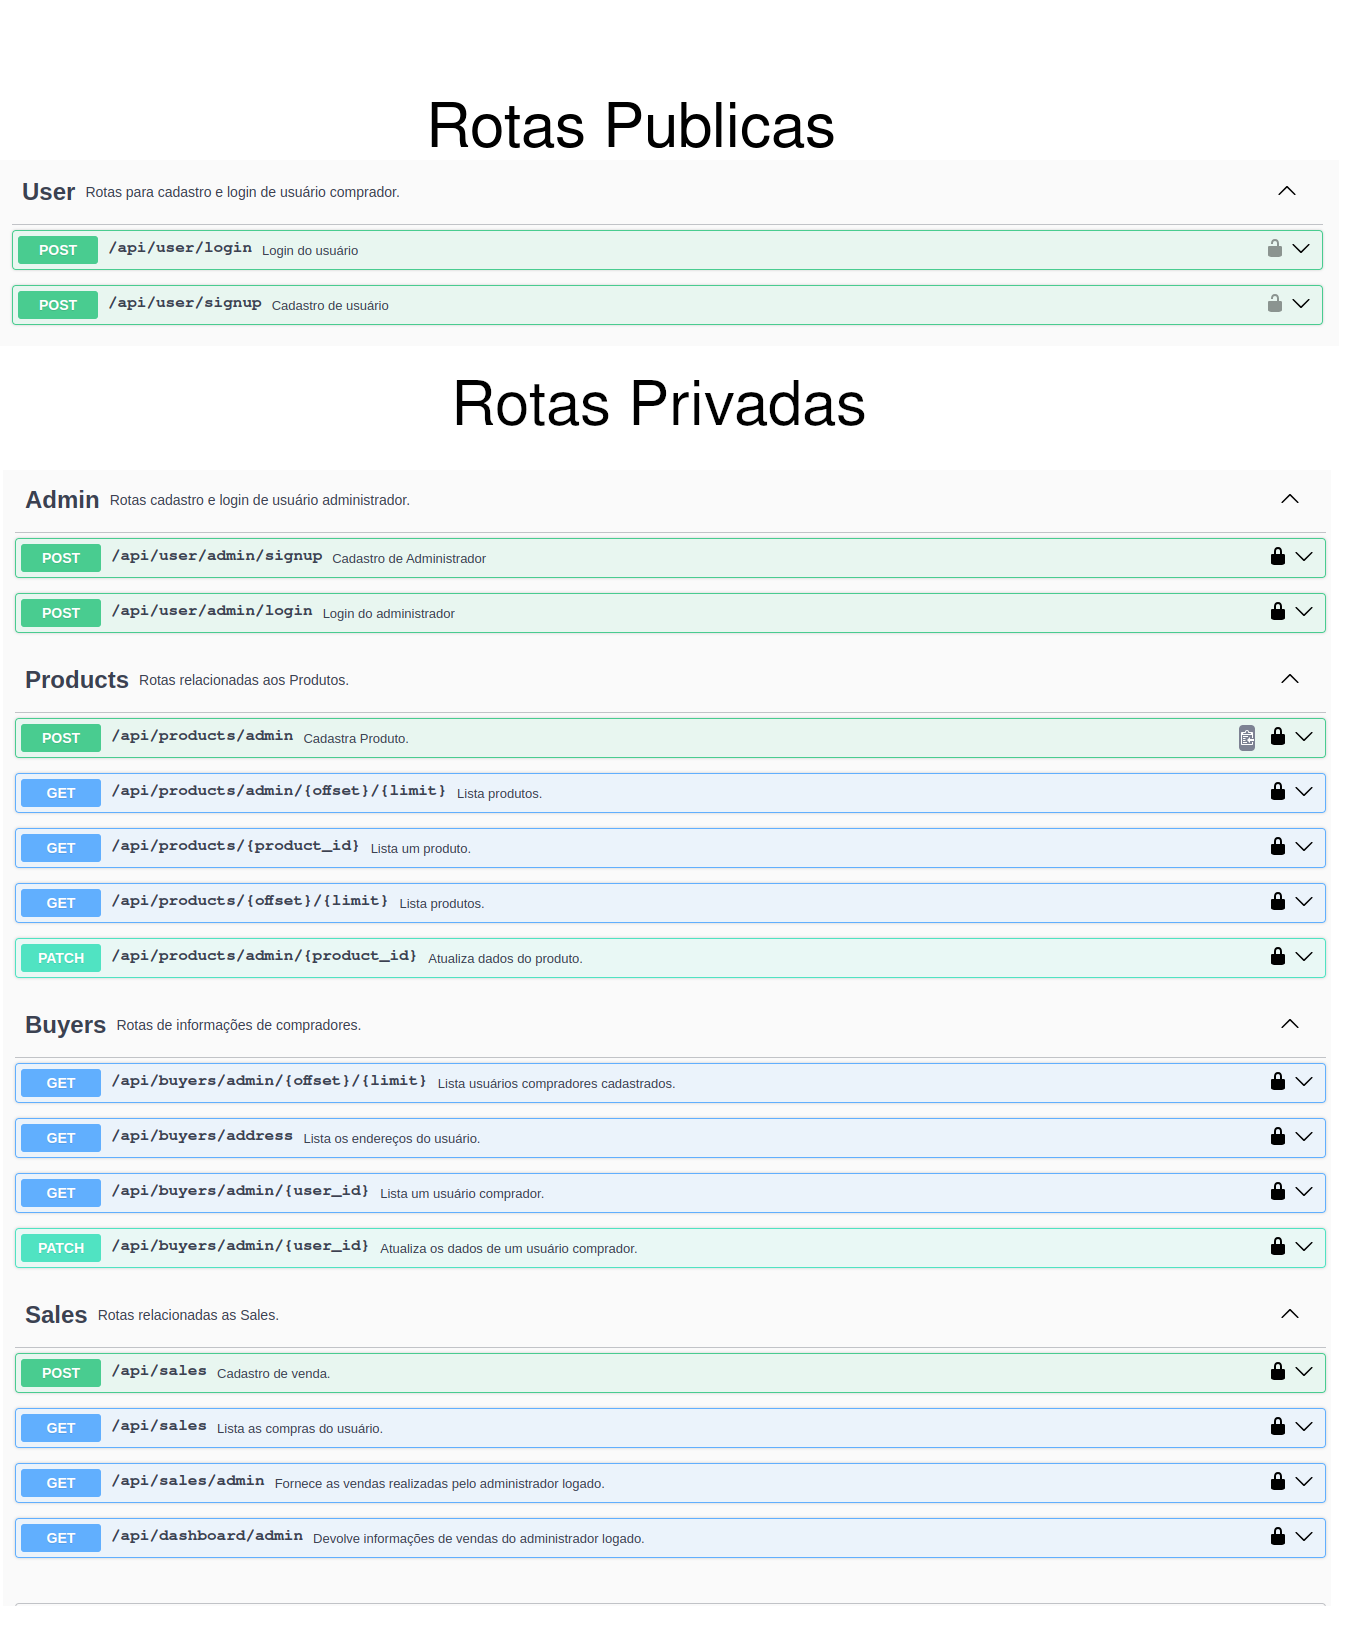 Rotas Publicas
User Rotas para cadastro e login de usuário comprador.
POST /api/user/login Login do usuário
POST /api/user/signup Cadastro de usuário
Rotas Privadas
Admin Rotas cadastro e login de usuário administrador.
POST /api/user/admin/signup Cadastro de Administrador
POST /api/user/admin/login Login do administrador
Products Rotas relacionadas aos Produtos.
POST /api/products/admin Cadastra Produto.
GET /api/products/admin/{offset}/{limit} Lista produtos.
GET /api/products/{product_id} Lista um produto.
GET /api/products/{offset}/{limit} Lista produtos.
PATCH /api/products/admin/{product_id} Atualiza dados do produto.
Buyers Rotas de informações de compradores.
GET /api/buyers/admin/{offset}/{limit} Lista usuários compradores cadastrados.
GET /api/buyers/address Lista os endereços do usuário.
GET /api/buyers/admin/{user_id} Lista um usuário comprador.
PATCH /api/buyers/admin/{user_id} Atualiza os dados de um usuário comprador.
Sales Rotas relacionadas as Sales.
POST /api/sales Cadastro de venda.
GET /api/sales Lista as compras do usuário.
GET /api/sales/admin Fornece as vendas realizadas pelo administrador logado.
GET /api/dashboard/admin Devolve informações de vendas do administrador logado.